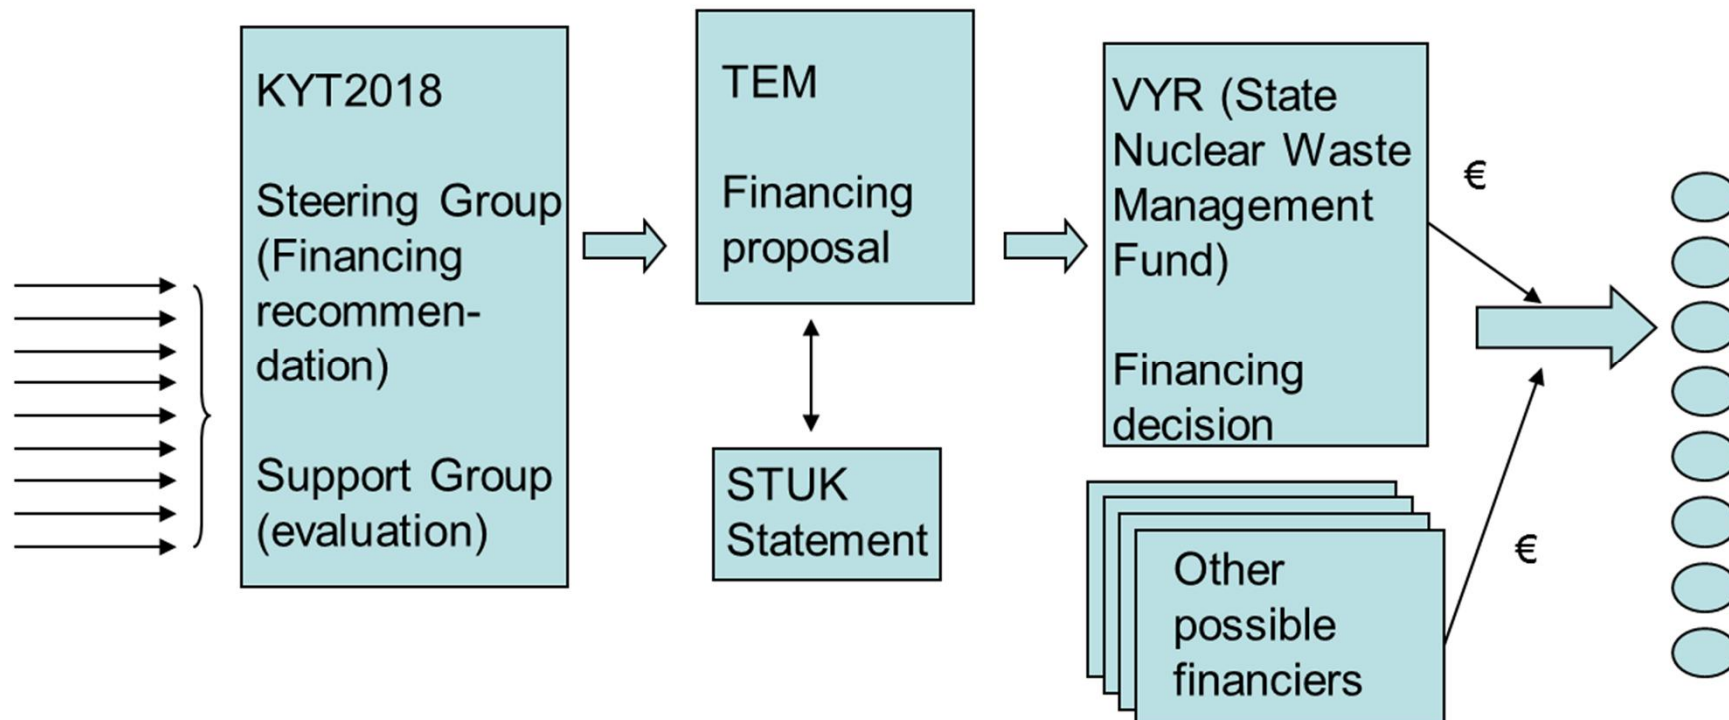 KYT2018
Steering Group
(Financing
recommen-
dation)
Support Group
(evaluation)
TEM
Financing
proposal
STUK
Statement
VYR (State
Nuclear Waste
Management
Fund)
Financing
decision
€
Other
possible
financiers
€